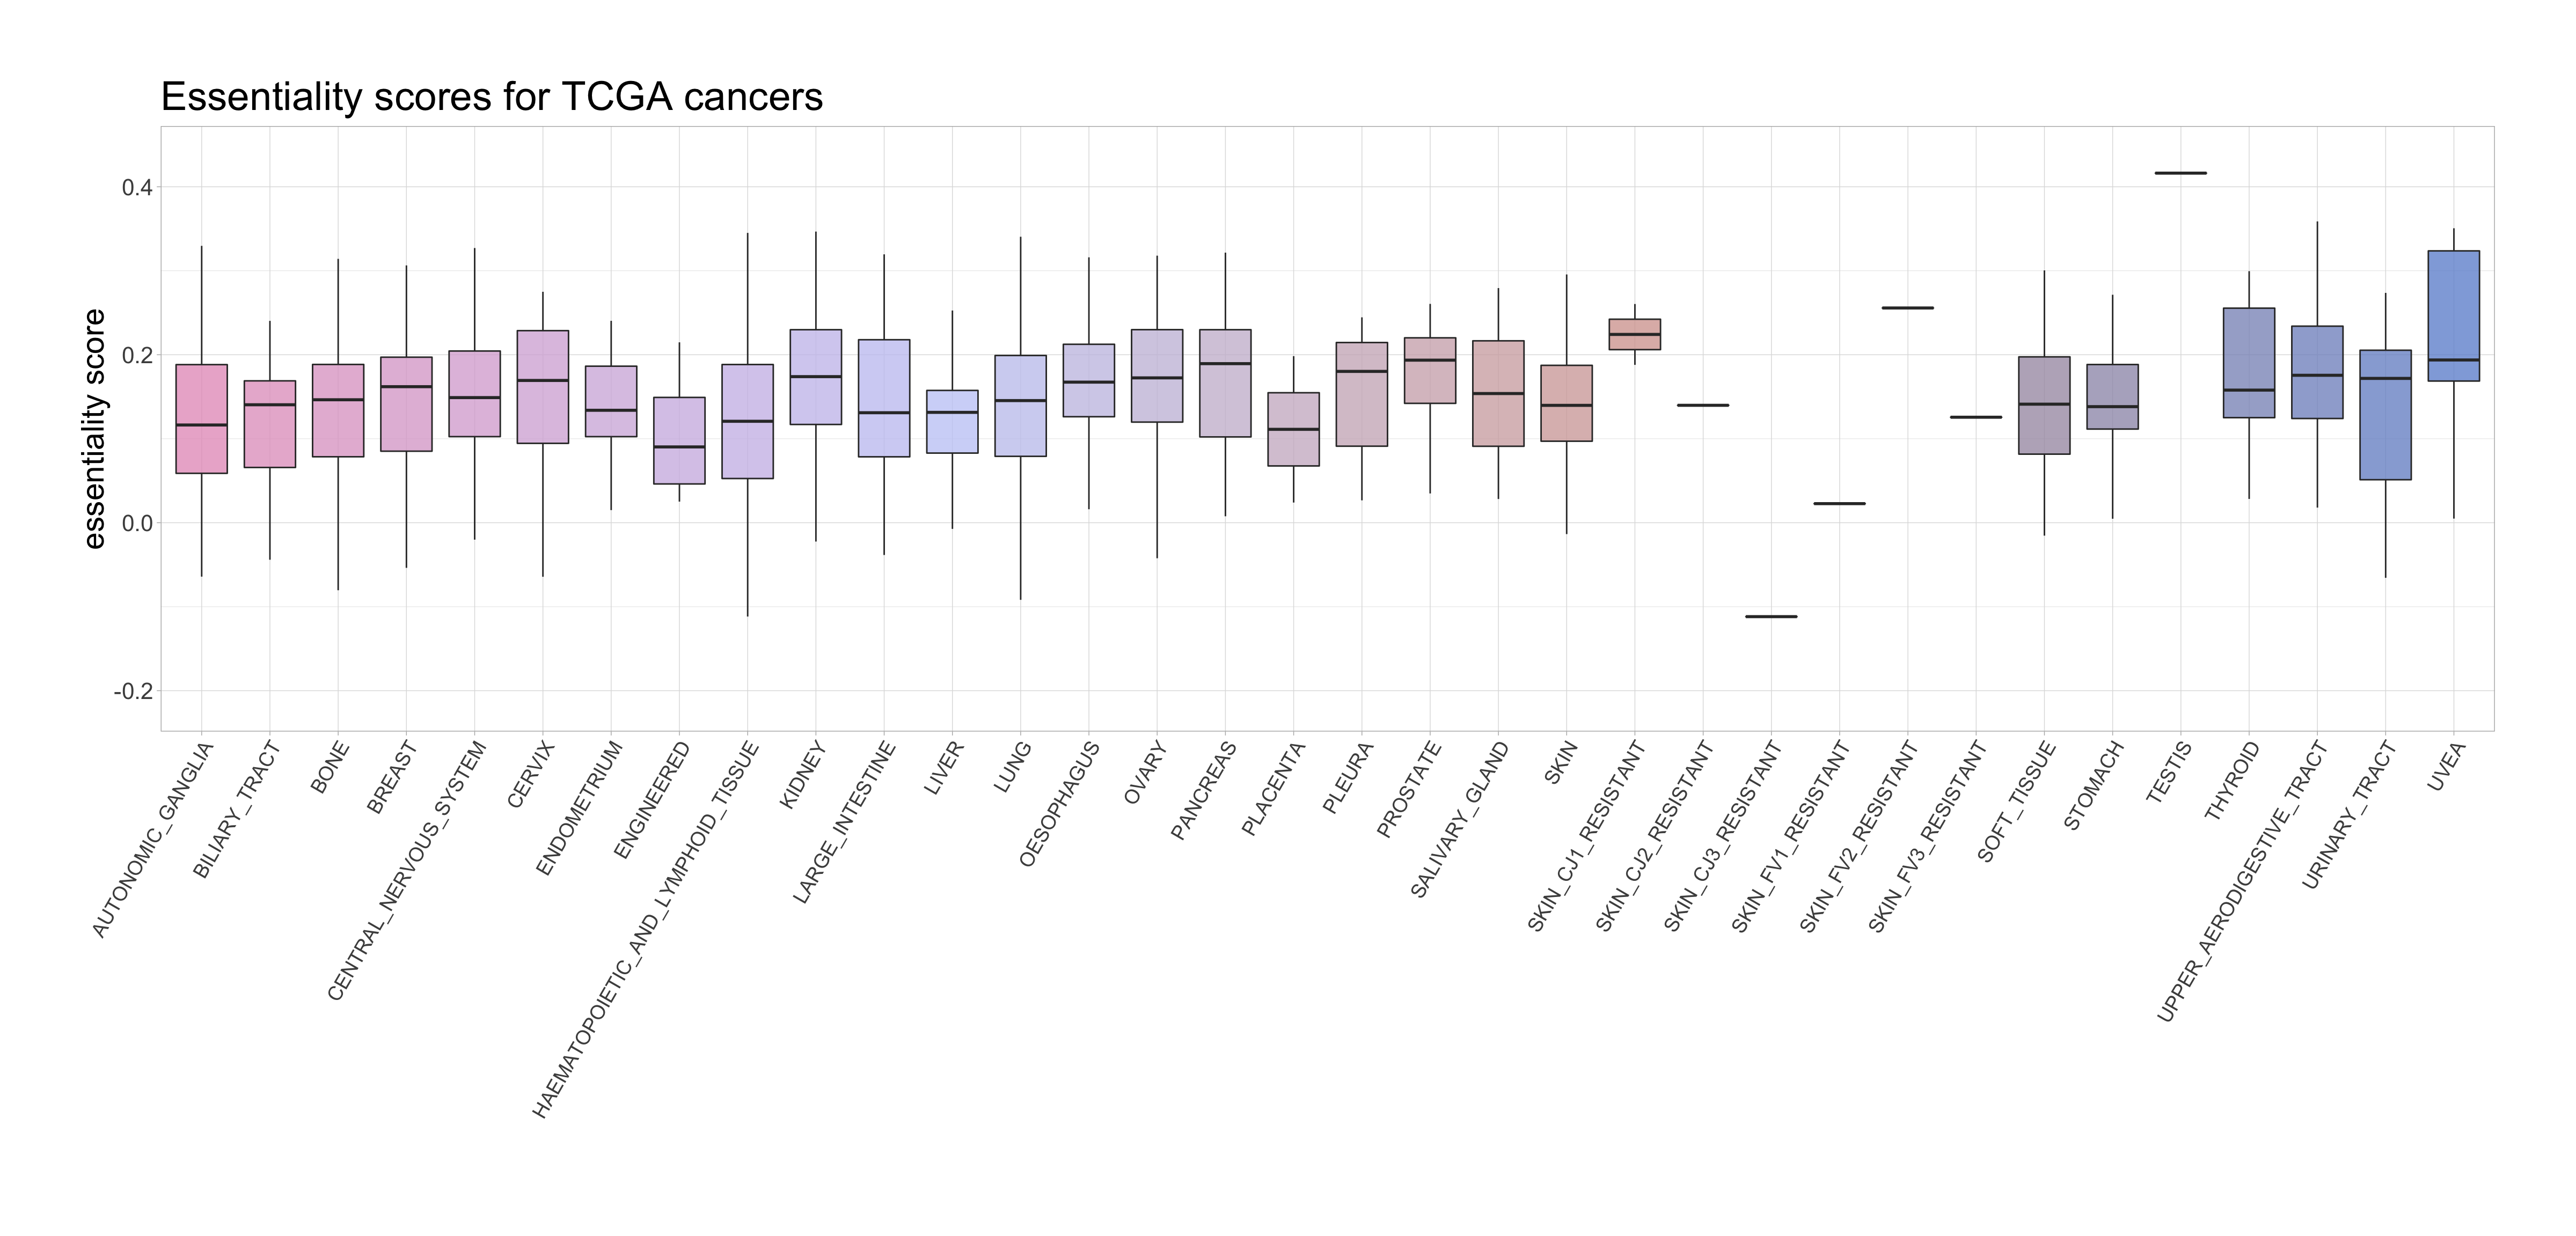 Essentiality scores for TCGA cancers
essentiality score
0.4
0.2
0.0
-0.2
AUTONOMIC_GANGLIA
BILIARY_TRACT
BONE
BREAST
CENTRAL_NERVOUS_SYSTEM
CERVIX
ENDOMETRIUM
ENGINEERED
HAEMATOPOIETIC_AND_LYMPHOID_TISSUE
KIDNEY
LARGE_INTESTINE
LIVER
LUNG
OESOPHAGUS
OVARY
PANCREAS
PLACENTA
PLEURA
PROSTATE
SALIVARY_GLAND
SKIN
SKIN_CJ1_RESISTANT
SKIN_CJ2_RESISTANT
SKIN_CJ3_RESISTANT
SKIN_FV1_RESISTANT
SKIN_FV2_RESISTANT
SKIN_FV3_RESISTANT
SOFT_TISSUE
STOMACH
TESTIS
THYROID
UPPER_AERODIGESTIVE_TRACT
URINARY_TRACT
UVEA